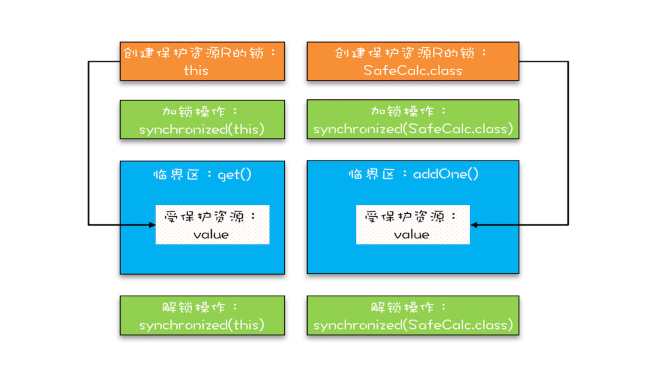 创建保护资源R的锁：
this
加锁操作：
synchronized(this)
临界区：get()
受保护资源：
value
解锁操作：
synchronized(this)
创建保护资源R的锁：
SafeCalc.class
加锁操作：
synchronized(SafeCalc.class)
临界区：addOne()
受保护资源：
value
解锁操作：
synchronized(SafeCalc.class)